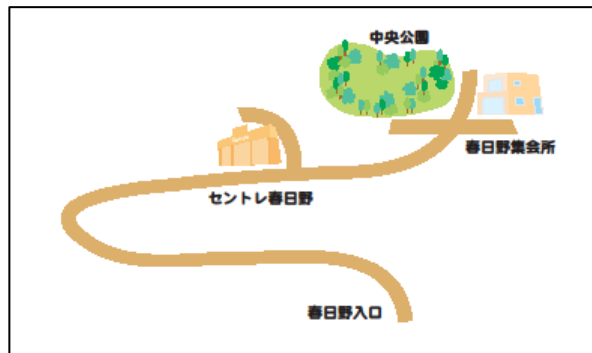 中央公園
春日野集会所
セントレ春日野
春日野入口